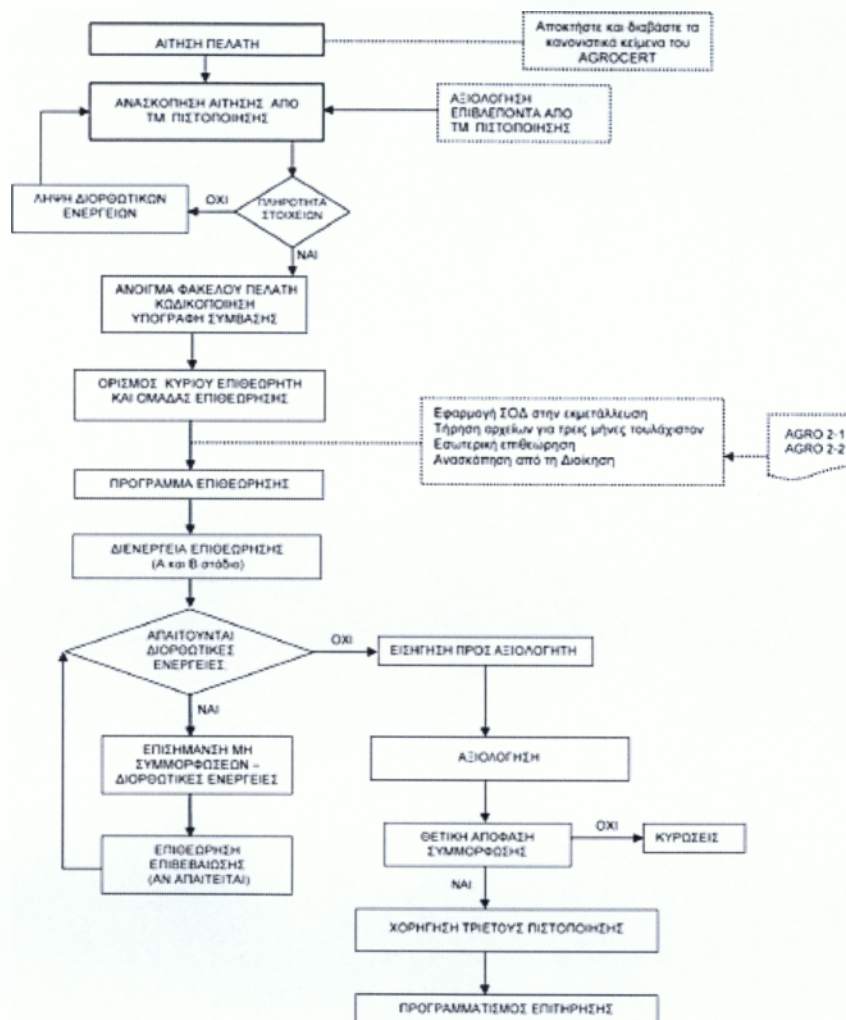 ΑΙΤΗΣΗ ΠΕΛΑΤΗ
Αποκτήστε και διαβάστε τα
κανονιστικά κείμενα του
AGROCERT
ΑΝΑΣΚΟΠΗΣΗ ΑΙΤΗΣΗΣ ΑΠΟ
ΤΜ ΠΙΣΤΟΠΟΙΗΣΗΣ
ΑΞΙΟΛΟΓΗΣΗ
ΕΠΙΒΛΕΠΟΝΤΑ ΑΠΟ
ΤΜ ΠΙΣΤΟΠΟΙΗΣΗΣ
ΛΗΨΗ ΔΙΟΡΘΩΤΙΚΩΝ
ΕΝΕΡΓΕΙΩΝ
ΟΧΙ
ΠΛΗΡΟΤΗΤΑ
ΣΤΟΙΧΕΙΩΝ
ΝΑΙ
ΑΝΟΙΓΜΑ ΦΑΚΕΛΟΥ ΠΕΛΑΤΗ
ΚΩΔΙΚΟΠΟΙΗΣΗ
ΥΠΟΓΡΑΦΗ ΣΥΜΒΑΣΗΣ
ΟΡΙΣΜΟΣ ΚΥΡΙΟΥ ΕΠΙΘΕΩΡΗΤΗ
ΚΑΙ ΟΜΑΔΑΣ ΕΠΙΘΕΩΡΗΣΗΣ
Εφαρμογή ΣΟΔ στην εκμετάλλευση
Τήρηση αρχείων για τρεις μήνες τουλάχιστον
Εσωτερική επιθεώρηση
Ανασκόπηση από τη Διοίκηση
AGRO 2-1
AGRO 2-2
ΠΡΟΓΡΑΜΜΑ ΕΠΙΘΕΩΡΗΣΗΣ
ΔΙΕΝΕΡΓΕΙΑ ΕΠΙΘΕΩΡΗΣΗΣ
(Α και Β στάδιο)
ΑΠΑΙΤΟΥΝΤΑΙ
ΔΙΟΡΘΩΤΙΚΕΣ
ΕΝΕΡΓΕΙΕΣ;
ΟΧΙ
ΕΙΣΗΓΗΣΗ ΠΡΟΣ ΑΞΙΟΛΟΓΗΤΗ
ΝΑΙ
ΕΠΙΣΗΜΑΝΣΗ ΜΗ
ΣΥΜΜΟΡΦΩΣΕΩΝ –
ΔΙΟΡΘΩΤΙΚΕΣ ΕΝΕΡΓΕΙΕΣ
ΑΞΙΟΛΟΓΗΣΗ
ΕΠΙΘΕΩΡΗΣΗ
ΕΠΙΒΕΒΑΙΩΣΗΣ
(ΑΝ ΑΠΑΙΤΕΙΤΑΙ)
ΘΕΤΙΚΗ ΑΠΟΦΑΣΗ
ΣΥΜΜΟΡΦΩΣΗΣ
ΟΧΙ
ΚΥΡΩΣΕΙΣ
ΝΑΙ
ΧΟΡΗΓΗΣΗ ΤΡΙΕΤΟΥΣ ΠΙΣΤΟΠΟΙΗΣΗΣ
ΠΡΟΓΡΑΜΜΑΤΙΣΜΟΣ ΕΠΙΤΗΡΗΣΗΣ